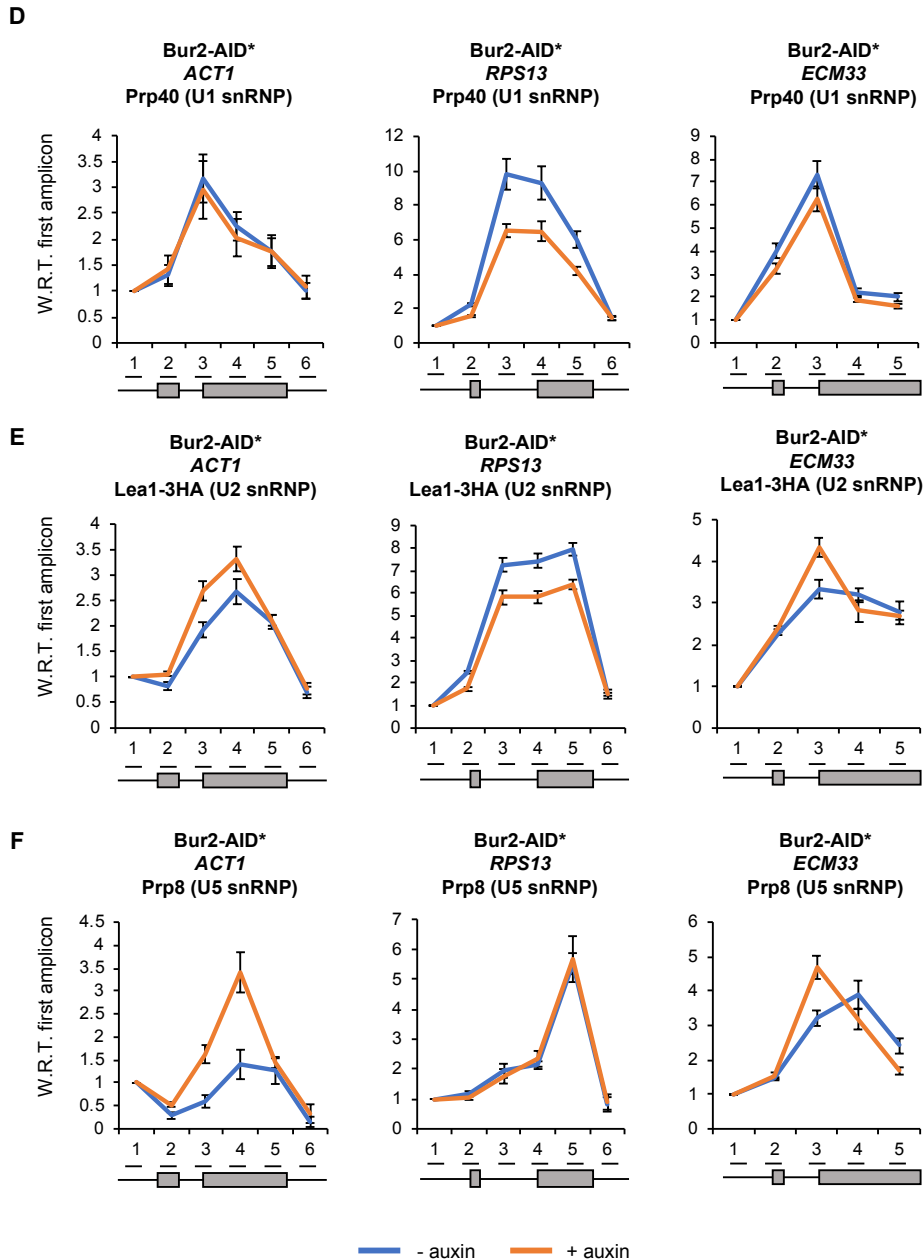 D
Bur2-AID*
ACT1
Prp40 (U1 snRNP)
Bur2-AID*
RPS13
Prp40 (U1 snRNP)
Bur2-AID*
ECM33
Prp40 (U1 snRNP)
W.R.T. first amplicon
4
3.5
3
2.5
2
1.5
1
0.5
0
1 2 3 4 5 6
12
10
8
6
4
2
0
1 2 3 4 5 6
9
8
7
6
5
4
3
2
1
0
1 2 3 4 5
E
Bur2-AID*
ACT1
Lea1-3HA (U2 snRNP)
Bur2-AID*
RPS13
Lea1-3HA (U2 snRNP)
Bur2-AID*
ECM33
Lea1-3HA (U2 snRNP)
W.R.T. first amplicon
4
3.5
3
2.5
2
1.5
1
0.5
0
1 2 3 4 5 6
9
8
7
6
5
4
3
2
1
0
1 2 3 4 5 6
5
4
3
2
1
0
1 2 3 4 5
F
Bur2-AID*
ACT1
Prp8 (U5 snRNP)
Bur2-AID*
RPS13
Prp8 (U5 snRNP)
Bur2-AID*
ECM33
Prp8 (U5 snRNP)
W.R.T. first amplicon
4.5
4
3.5
3
2.5
2
1.5
1
0.5
0
1 2 3 4 5 6
7
6
5
4
3
2
1
0
1 2 3 4 5 6
6
5
4
3
2
1
0
1 2 3 4 5
- auxin
+ auxin